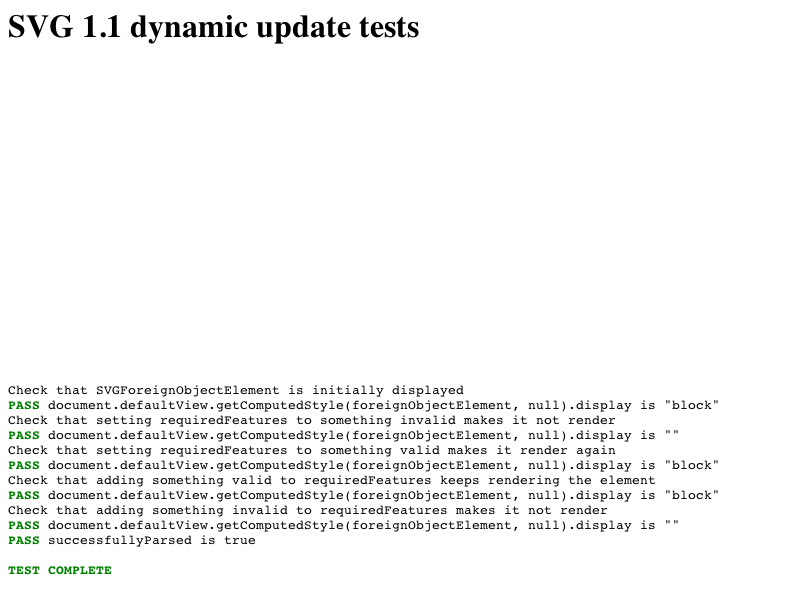 SVG 1.1 dynamic update tests
Check that SVGForeignObjectElement is initially displayed
PASS document.defaultView.getComputedStyle(foreignObjectElement, null).display is "block"
Check that setting requiredFeatures to something invalid makes it not render
PASS document.defaultView.getComputedStyle(foreignObjectElement, null).display is ""
Check that setting requiredFeatures to something valid makes it render again
PASS document.defaultView.getComputedStyle(foreignObjectElement, null).display is "block"
Check that adding something valid to requiredFeatures keeps rendering the element
PASS document.defaultView.getComputedStyle(foreignObjectElement, null).display is "block"
Check that adding something invalid to requiredFeatures makes it not render
PASS document.defaultView.getComputedStyle(foreignObjectElement, null).display is ""
PASS successfullyParsed is true
TEST COMPLETE